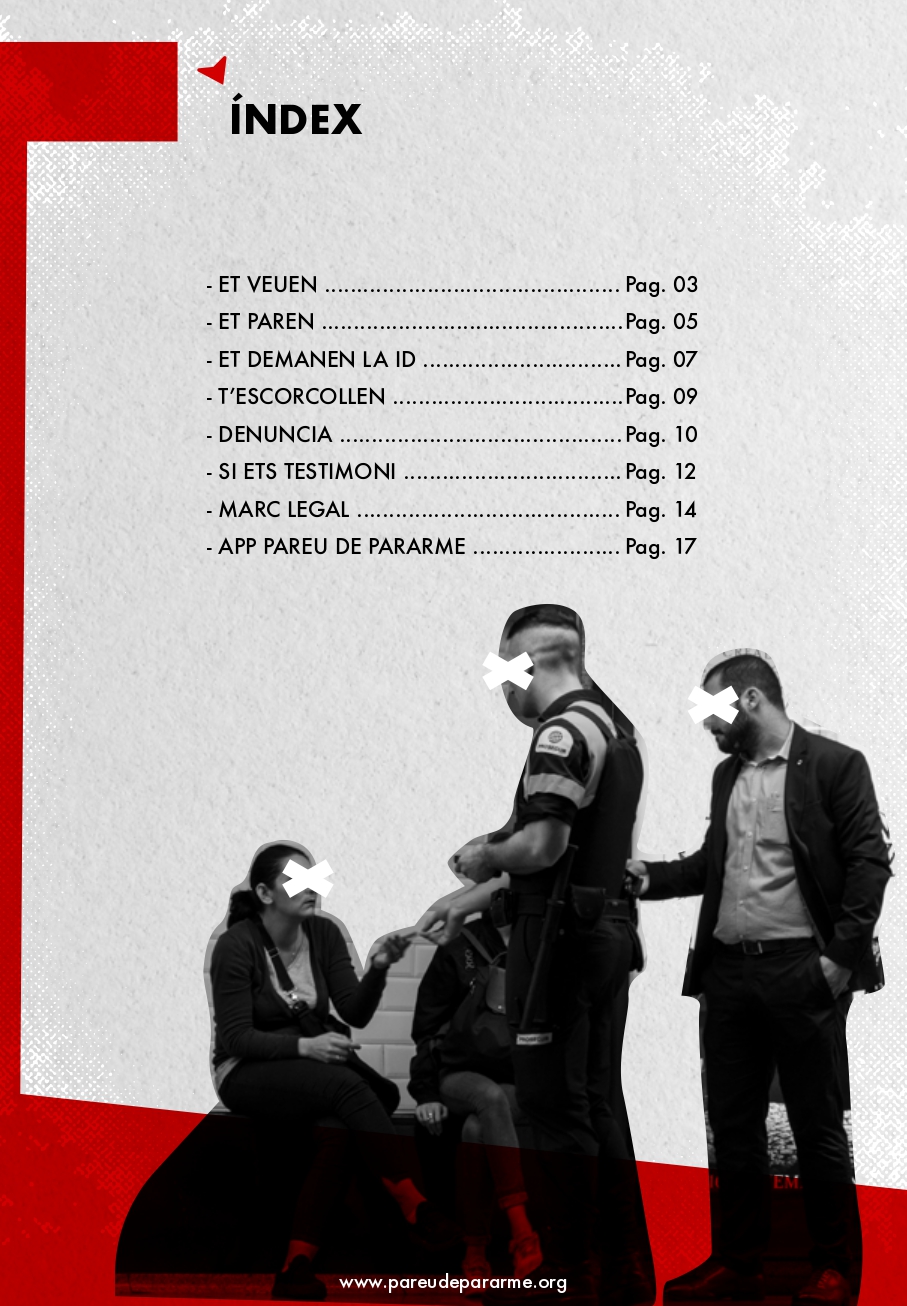 ÍNDEX
- ET VEUEN .............................................. Pag. 03
- ET PAREN ...............................................Pag. 05
- ET DEMANEN LA ID ............................... Pag. 07
- T’ESCORCOLLEN ....................................Pag. 09
- DENUNCIA ............................................Pag. 10
- SI ETS TESTIMONI .................................. Pag. 12
- MARC LEGAL ......................................... Pag. 14
- APP PAREU DE PARARME ....................... Pag. 17
www.pareudepararme.org